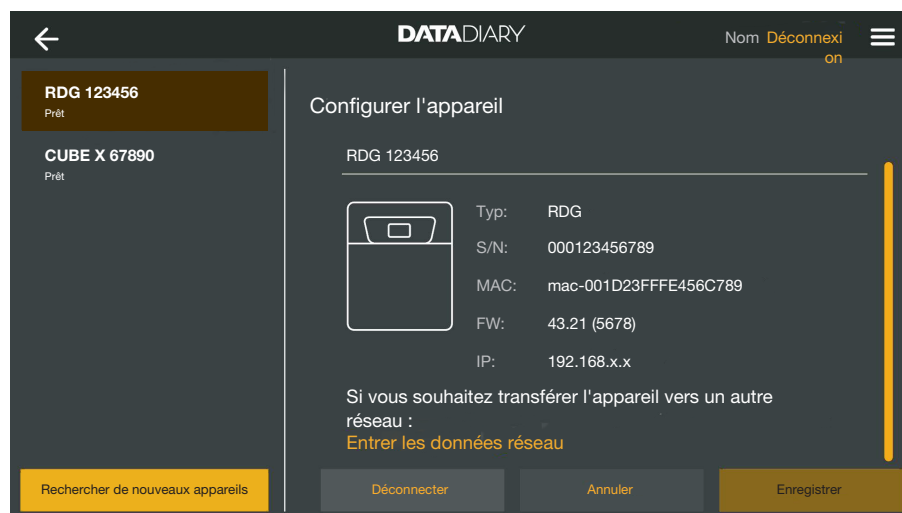 DATADIARY
Nom Déconnexi
on
RDG 123456
Prêt
CUBE X 67890
Prêt
Rechercher de nouveaux appareils
Configurer l'appareil
RDG 123456
Typ: RDG
S/N: 000123456789
MAC: mac-001D23FFFE456C789
FW: 43.21 (5678)
IP: 192.168.x.x
Si vous souhaitez transférer l'appareil vers un autre
réseau :
Entrer les données réseau
Déconnecter
Annuler
Enregistrer